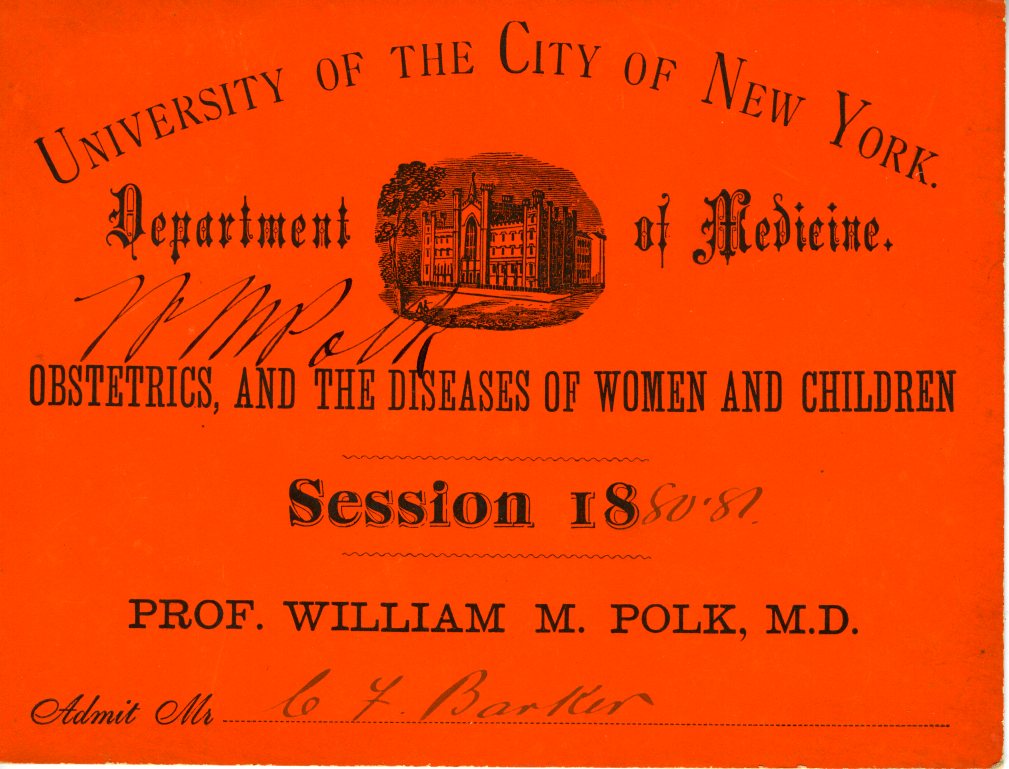 UNIVERSITY OF THE CITY OF NEW YORK.
Department of Medicine.
Wm M Polk
OBSTETRICS, AND THE DISEASES OF WOMEN AND CHILDREN
Session 1880-81.
PROF. WILLIAM M. POLK, M.D.
Admit Mr C F. Barker